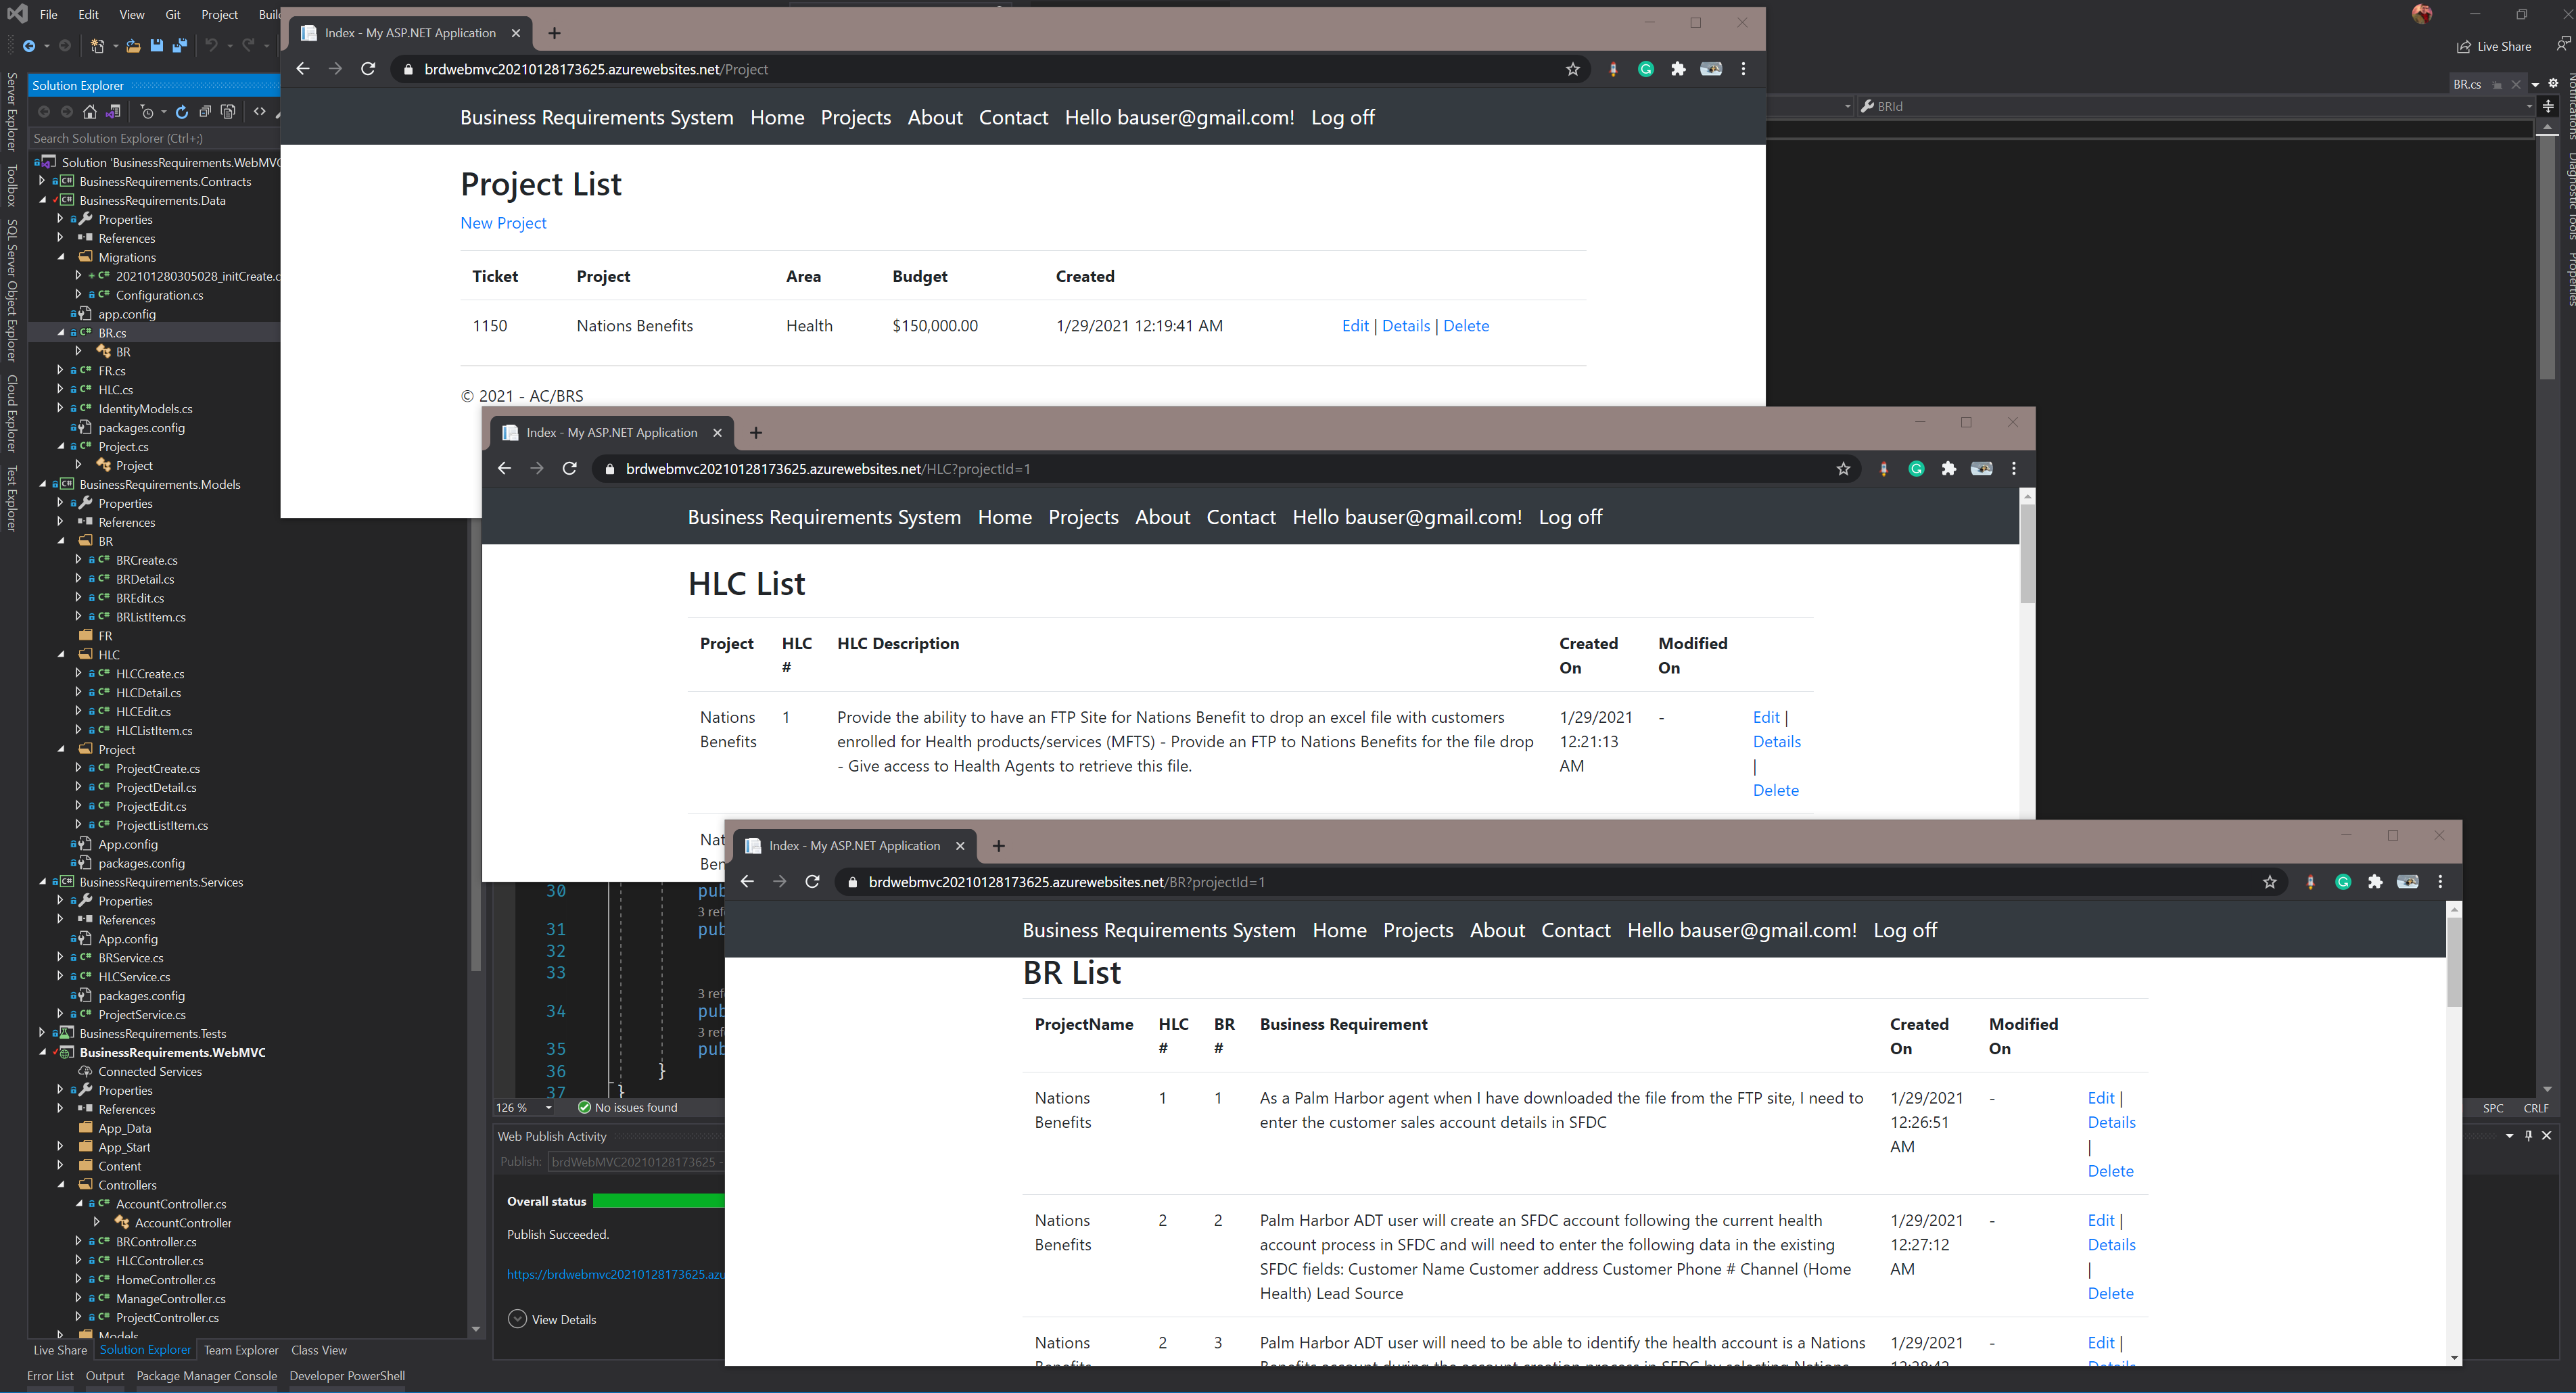 File Edit View Git Project Build
Live Share
Server Explorer
Toolbox
SQL Server Object Explorer
Cloud Explorer
Test Explorer
Solution Explorer
Search Solution Explorer (Ctrl+;)
Solution 'BusinessRequirements.WebMVC
BusinessRequirements.Contracts
BusinessRequirements.Data
Properties
References
Migrations
202101280305028_initCreate.c
Configuration.cs
app.config
BR.cs
BR
FR.cs
HLC.cs
IdentityModels.cs
packages.config
Project.cs
Project
BusinessRequirements.Models
Properties
References
BR
BRCreate.cs
BRDetail.cs
BREdit.cs
BRListItem.cs
FR
HLC
HLCCreate.cs
HLCDetail.cs
HLCEdit.cs
HLCListItem.cs
Project
ProjectCreate.cs
ProjectDetail.cs
ProjectEdit.cs
ProjectListItem.cs
App.config
packages.config
BusinessRequirements.Services
Properties
References
App.config
BRService.cs
HLCService.cs
packages.config
ProjectService.cs
BusinessRequirements.Tests
BusinessRequirements.WebMVC
Connected Services
Properties
References
App_Data
App_Start
Content
Controllers
AccountController.cs
AccountController
BRController.cs
HLCController.cs
HomeController.cs
ManageController.cs
ProjectController.cs
Models
Live Share Solution Explorer Team Explorer Class View
Error List Output Package Manager Console Developer PowerShell
Index - My ASP.NET Application
brdwebmvc20210128173625.azurewebsites.net/Project
Business Requirements System Home Projects About Contact Hello bauser@gmail.com! Log off
Project List
New Project
Ticket Project Area Budget Created
1150 Nations Benefits Health $150,000.00 1/29/2021 12:19:41 AM Edit | Details | Delete
© 2021 - AC/BRS
BR.cs
BRId
Notifications
Diagnostic Tools
Properties
Index - My ASP.NET Application
brdwebmvc20210128173625.azurewebsites.net/HLC?projectId=1
Business Requirements System Home Projects About Contact Hello bauser@gmail.com! Log off
HLC List
Project HLC # HLC Description Created On Modified On
Nations Benefits 1 Provide the ability to have an FTP Site for Nations Benefit to drop an excel file with customers
enrolled for Health products/services (MFTS) - Provide an FTP to Nations Benefits for the file drop
- Give access to Health Agents to retrieve this file.
1/29/2021 12:21:13 AM - Edit | Details | Delete
Nat
Ben
30 pub
3 ref
31 pub
32
33
3 ref
34 pub
3 ref
35 pub
36 }
37 }
126 % No issues found
SPC CRLF
Web Publish Activity
Publish: brdWebMVC20210128173625 -
Overall status
Publish Succeeded.
https://brdwebmvc20210128173625.azu
View Details
Index - My ASP.NET Application
brdwebmvc20210128173625.azurewebsites.net/BR?projectId=1
Business Requirements System Home Projects About Contact Hello bauser@gmail.com! Log off
BR List
ProjectName HLC # BR # Business Requirement Created On Modified On
Nations Benefits 1 1 As a Palm Harbor agent when I have downloaded the file from the FTP site, I need to
enter the customer sales account details in SFDC
1/29/2021 12:26:51 AM - Edit | Details | Delete
Nations Benefits 2 2 Palm Harbor ADT user will create an SFDC account following the current health
account process in SFDC and will need to enter the following data in the existing
SFDC fields: Customer Name Customer address Customer Phone # Channel (Home
Health) Lead Source
1/29/2021 12:27:12 AM - Edit | Details | Delete
Nations 2 3 Palm Harbor ADT user will need to be able to identify the health account is a Nations 1/29/2021 - Edit |
Benefits Benefits account during the account creation process in SFDC by selecting Nations 12:28:42 Details